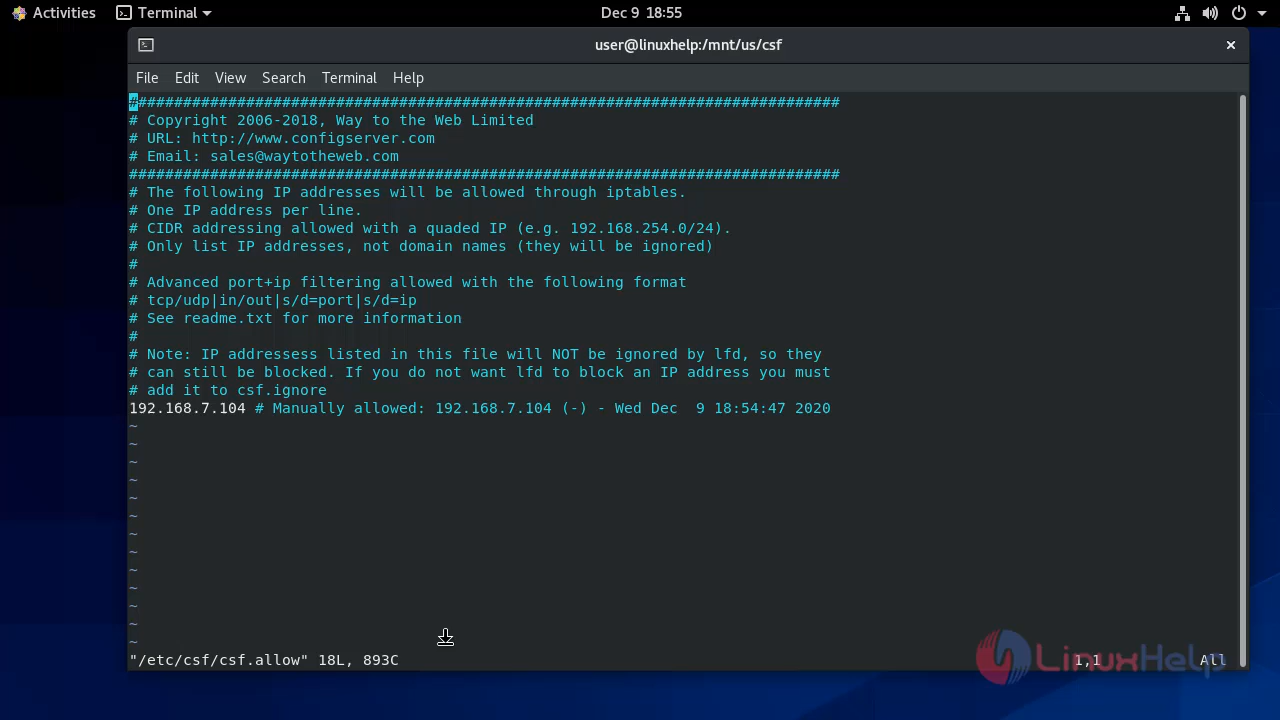 Activities Terminal Dec 9 18:55
user@linuxhelp:/mnt/us/csf
File Edit View Search Terminal Help
###############################################################################
# Copyright 2006-2018, Way to the Web Limited
# URL: http://www.configserver.com
# Email: sales@waytotheweb.com
###############################################################################
# The following IP addresses will be allowed through iptables.
# One IP address per line.
# CIDR addressing allowed with a quaded IP (e.g. 192.168.254.0/24).
# Only list IP addresses, not domain names (they will be ignored)
#
# Advanced port+ip filtering allowed with the following format
# tcp/udp|in/out|s/d=port|s/d=ip
# See readme.txt for more information
#
# Note: IP addressess listed in this file will NOT be ignored by lfd, so they
# can still be blocked. If you do not want lfd to block an IP address you must
# add it to csf.ignore
192.168.7.104 # Manually allowed: 192.168.7.104 (-) - Wed Dec  9 18:54:47 2020
~
~
~
~
~
~
~
~
~
~
~
~
~
"/etc/csf/csf.allow" 18L, 893C 1,1 All
LinuxHelp